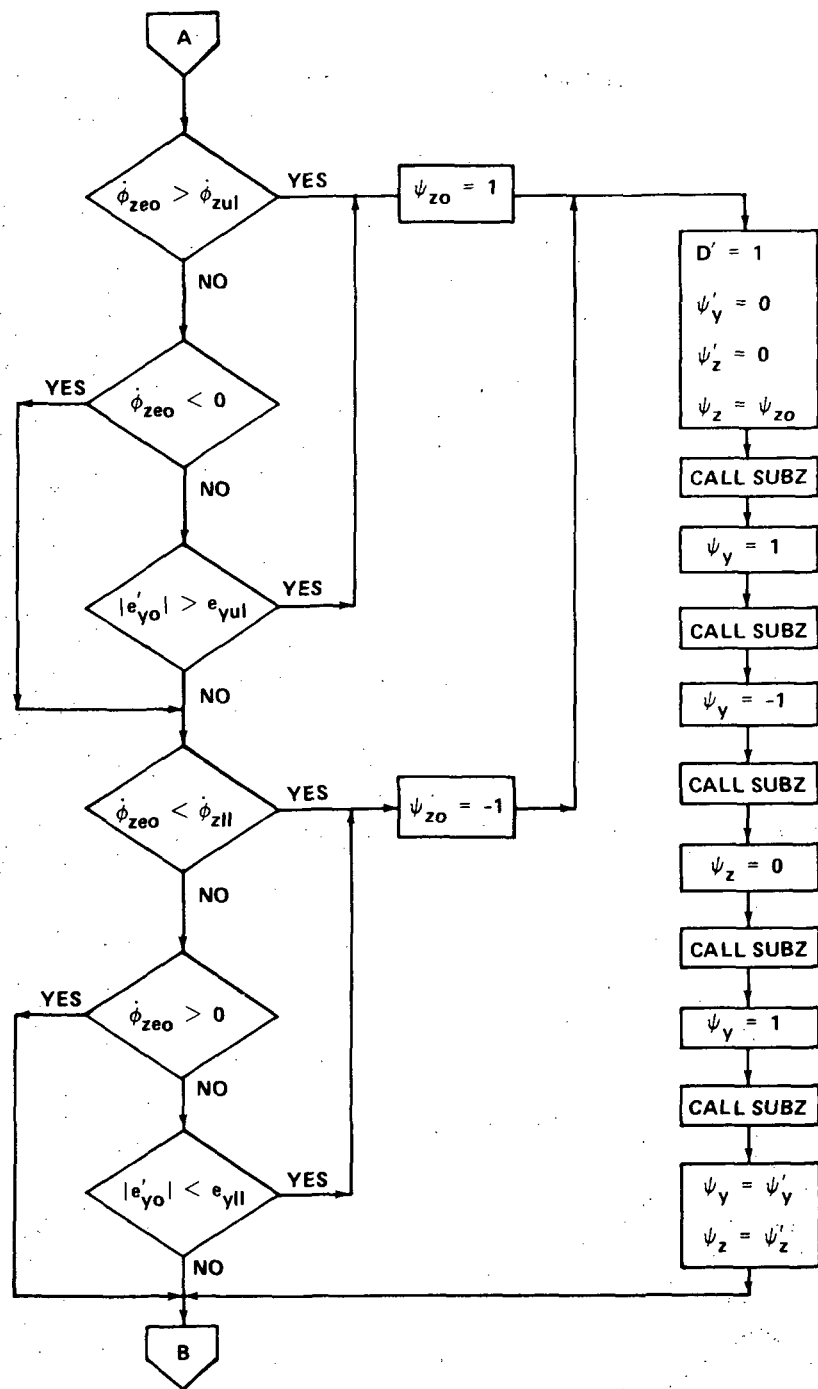 A
φ̇zeo > φ̇zul
YES
ψzo = 1
NO
D′ = 1
ψ′y = 0
ψ′z = 0
ψz = ψzo
YES
φ̇zeo < 0
NO
CALL SUBZ
ψy = 1
|e′yo| > eyul
YES
CALL SUBZ
NO
ψy = -1
φ̇zeo < φ̇zll
YES
ψzo = -1
CALL SUBZ
NO
ψz = 0
CALL SUBZ
YES
φ̇zeo > 0
ψy = 1
NO
CALL SUBZ
|e′yo| < eyll
YES
ψy = ψ′y
ψz = ψ′z
NO
B